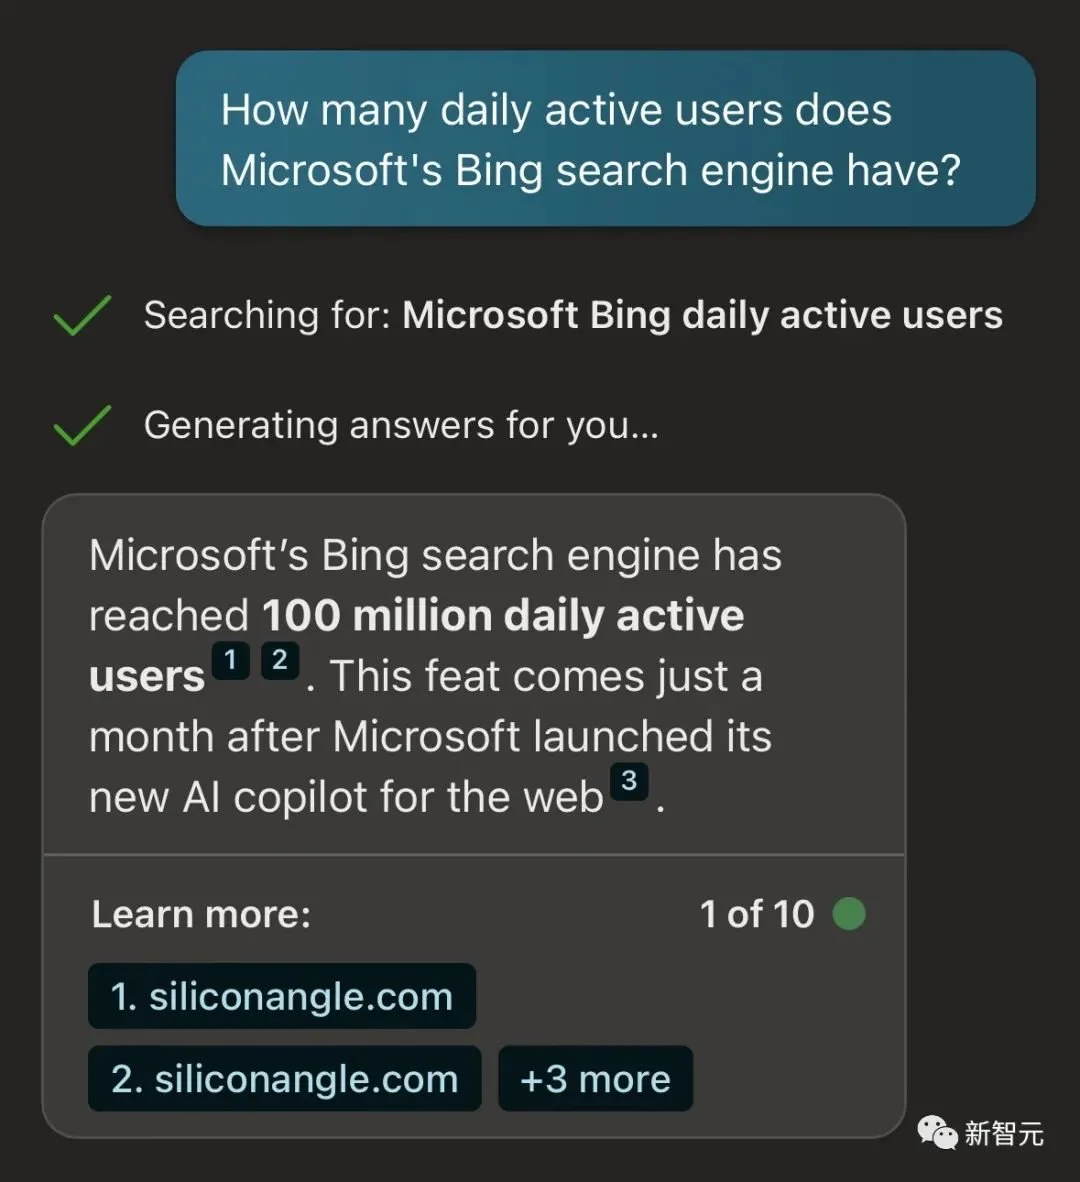 How many daily active users does
Microsoft's Bing search engine have?
Searching for: Microsoft Bing daily active users
Generating answers for you...
Microsoft’s Bing search engine has
reached 100 million daily active
users 1 2 . This feat comes just a
month after Microsoft launched its
new AI copilot for the web 3 .
Learn more: 1 of 10
1. siliconangle.com
2. siliconangle.com +3 more
新智元